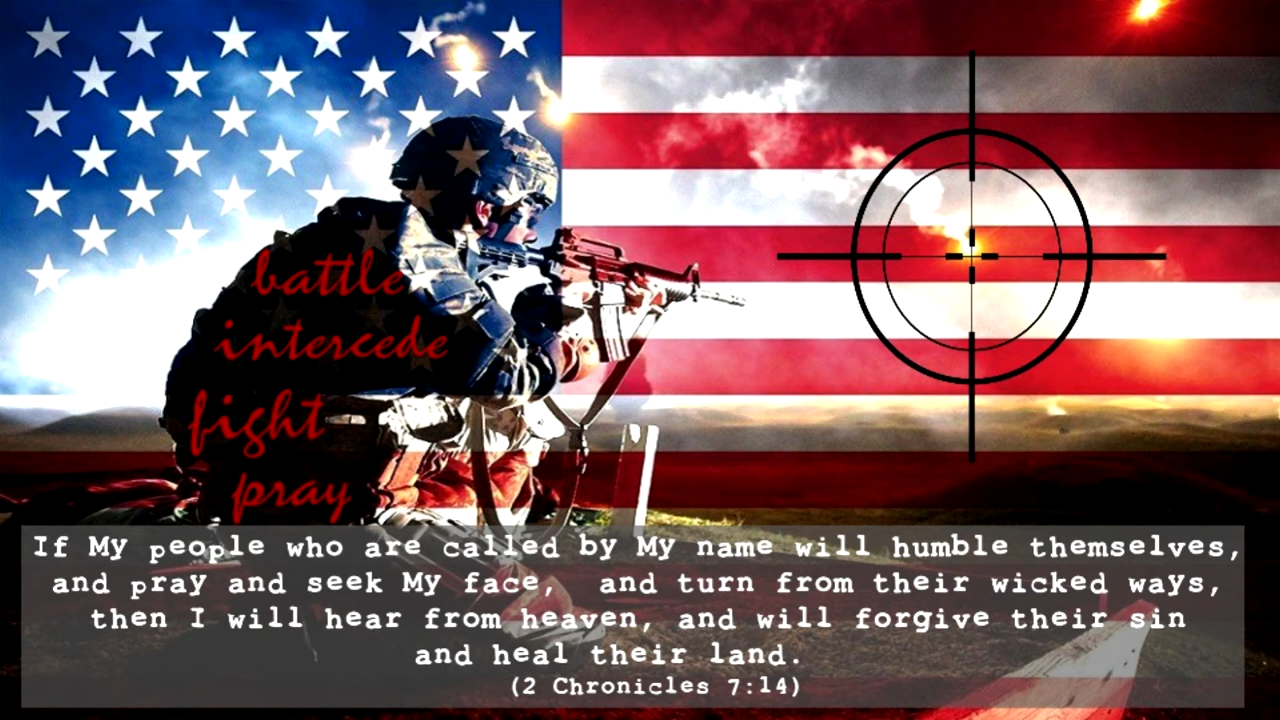 battle
intercede
fight
pray
If My people who are called by My name will humble themselves,
and pray and seek My face, and turn from their wicked ways,
then I will hear from heaven, and will forgive their sin
and heal their land.
(2 Chronicles 7:14)